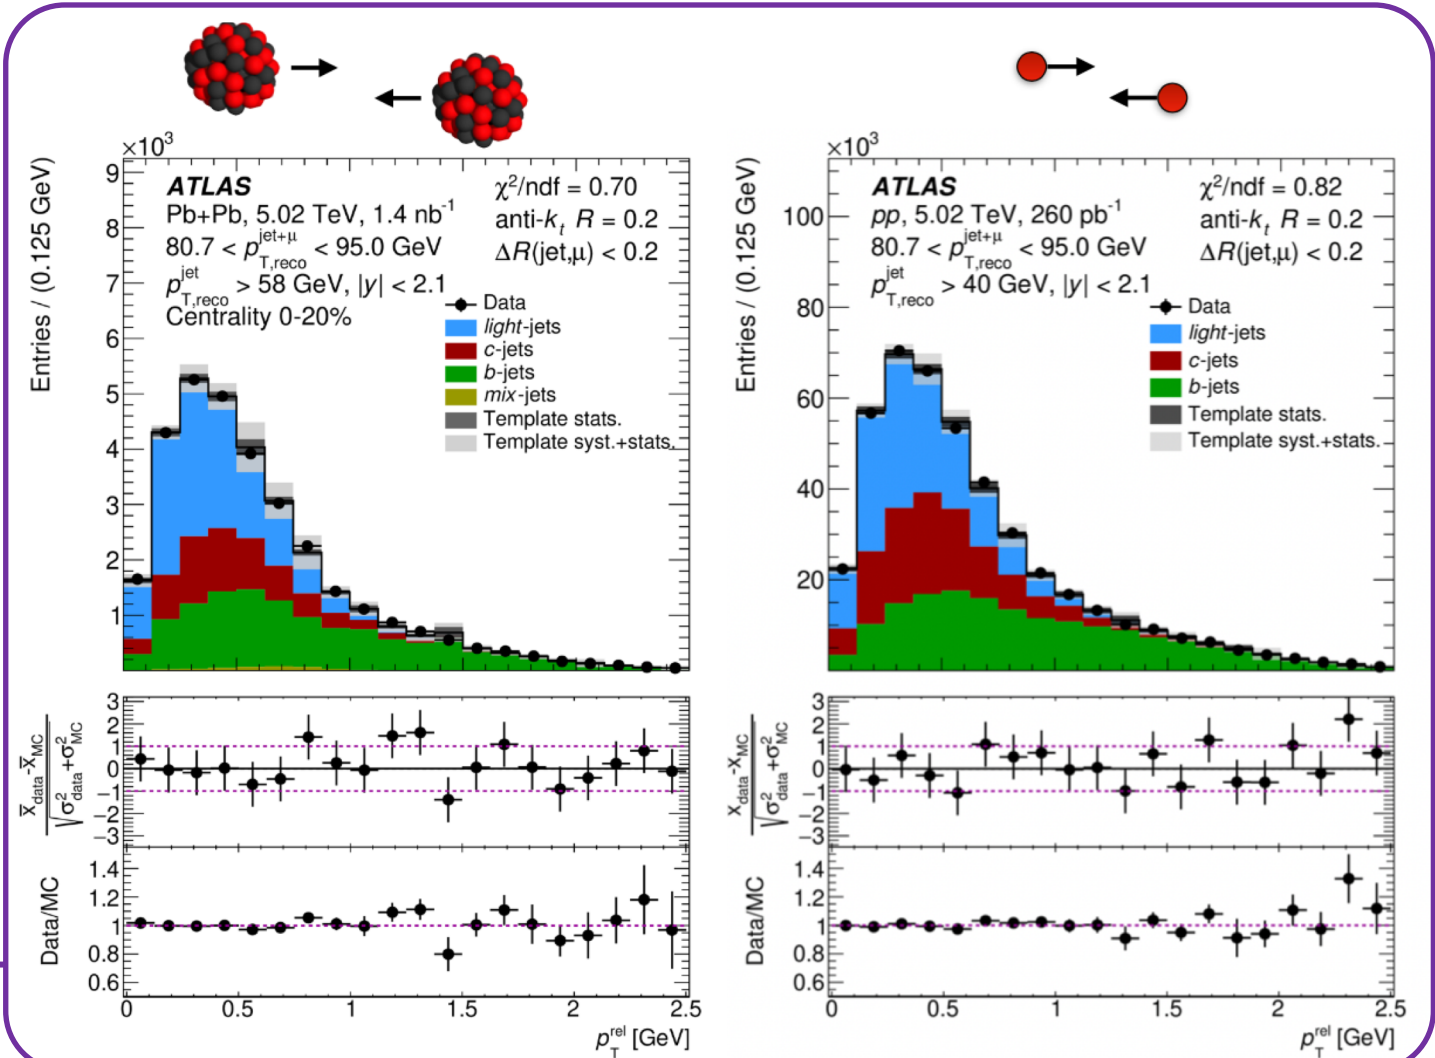 ×10³
Entries / (0.125 GeV)
9
8
7
6
5
4
3
2
1
ATLAS
Pb+Pb, 5.02 TeV, 1.4 nb⁻¹
80.7 < p_{T,reco}^{jet+μ} < 95.0 GeV
p_{T,reco}^{jet} > 58 GeV, |y| < 2.1
Centrality 0-20%
χ²/ndf = 0.70
anti-k_t R = 0.2
ΔR(jet,μ) < 0.2
Data
light-jets
c-jets
b-jets
mix-jets
Template stats.
Template syst.+stats.
(x̅_data-x̅_MC)/√(σ²_data+σ²_MC)
3
2
1
0
−1
−2
−3
Data/MC
1.4
1.2
1
0.8
0.6
0 0.5 1 1.5 2 2.5
p_T^{rel} [GeV]
×10³
Entries / (0.125 GeV)
100
80
60
40
20
ATLAS
pp, 5.02 TeV, 260 pb⁻¹
80.7 < p_{T,reco}^{jet+μ} < 95.0 GeV
p_{T,reco}^{jet} > 40 GeV, |y| < 2.1
χ²/ndf = 0.82
anti-k_t R = 0.2
ΔR(jet,μ) < 0.2
Data
light-jets
c-jets
b-jets
Template stats.
Template syst.+stats.
(x_data-x_MC)/√(σ²_data+σ²_MC)
3
2
1
0
−1
−2
−3
Data/MC
1.4
1.2
1
0.8
0.6
0 0.5 1 1.5 2 2.5
p_T^{rel} [GeV]